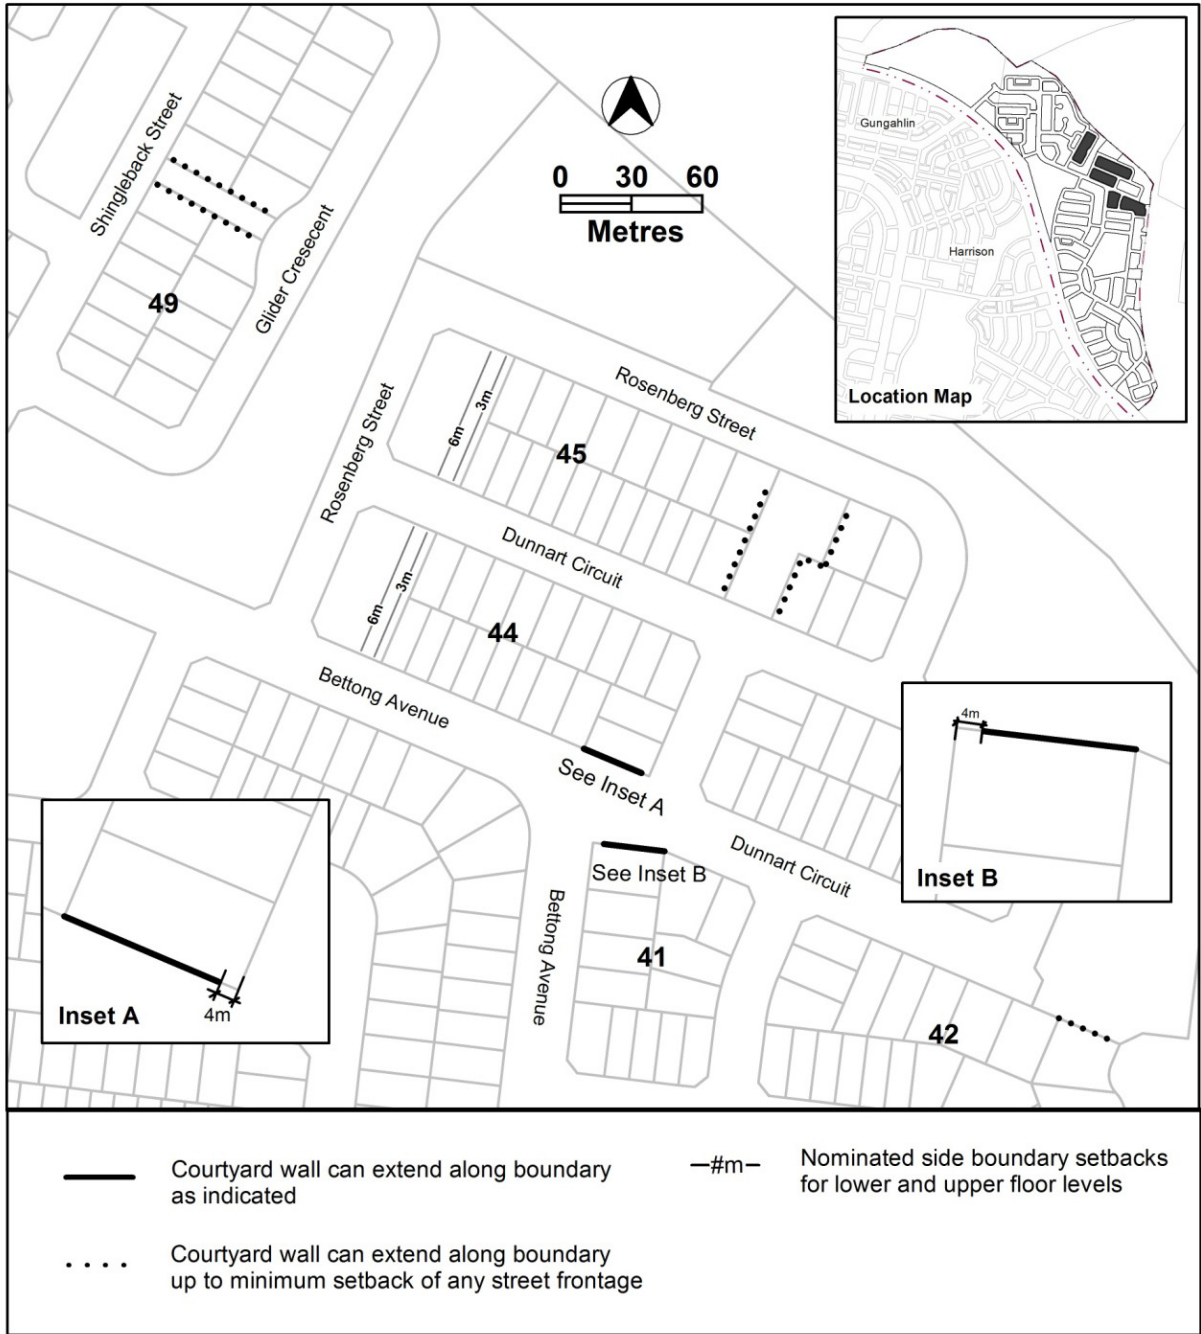 Shingleback Street
Glider Cresecent
49
0 30 60
Metres
Gungahlin
Harrison
Location Map
Rosenberg Street
Rosenberg Street
6m
3m
45
Dunnart Circuit
6m
3m
44
Bettong Avenue
See Inset A
See Inset B
Dunnart Circuit
4m
Inset B
Bettong Avenue
41
42
Inset A
4m
Courtyard wall can extend along boundary
as indicated
Courtyard wall can extend along boundary
up to minimum setback of any street frontage
#m
Nominated side boundary setbacks
for lower and upper floor levels